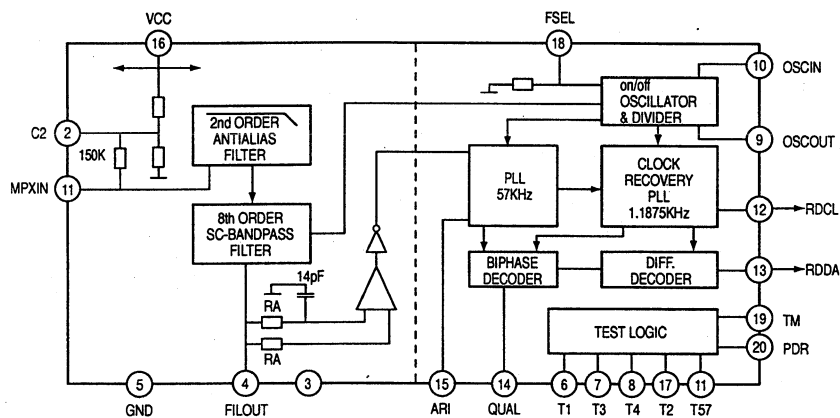 VCC
FSEL
16
18
10
OSCIN
on/off
OSCILLATOR
& DIVIDER
C2
2
2nd ORDER
ANTIALIAS
FILTER
9
OSCOUT
150K
MPXIN
11
PLL
57KHz
CLOCK
RECOVERY
PLL
1.1875KHz
12
RDCL
8th ORDER
SC-BANDPASS
FILTER
BIPHASE
DECODER
DIFF.
DECODER
13
RDDA
14pF
RA
RA
TEST LOGIC
19
TM
20
PDR
5
4
3
15
14
6
7
8
17
11
GND
FILOUT
ARI
QUAL
T1
T3
T4
T2
T57